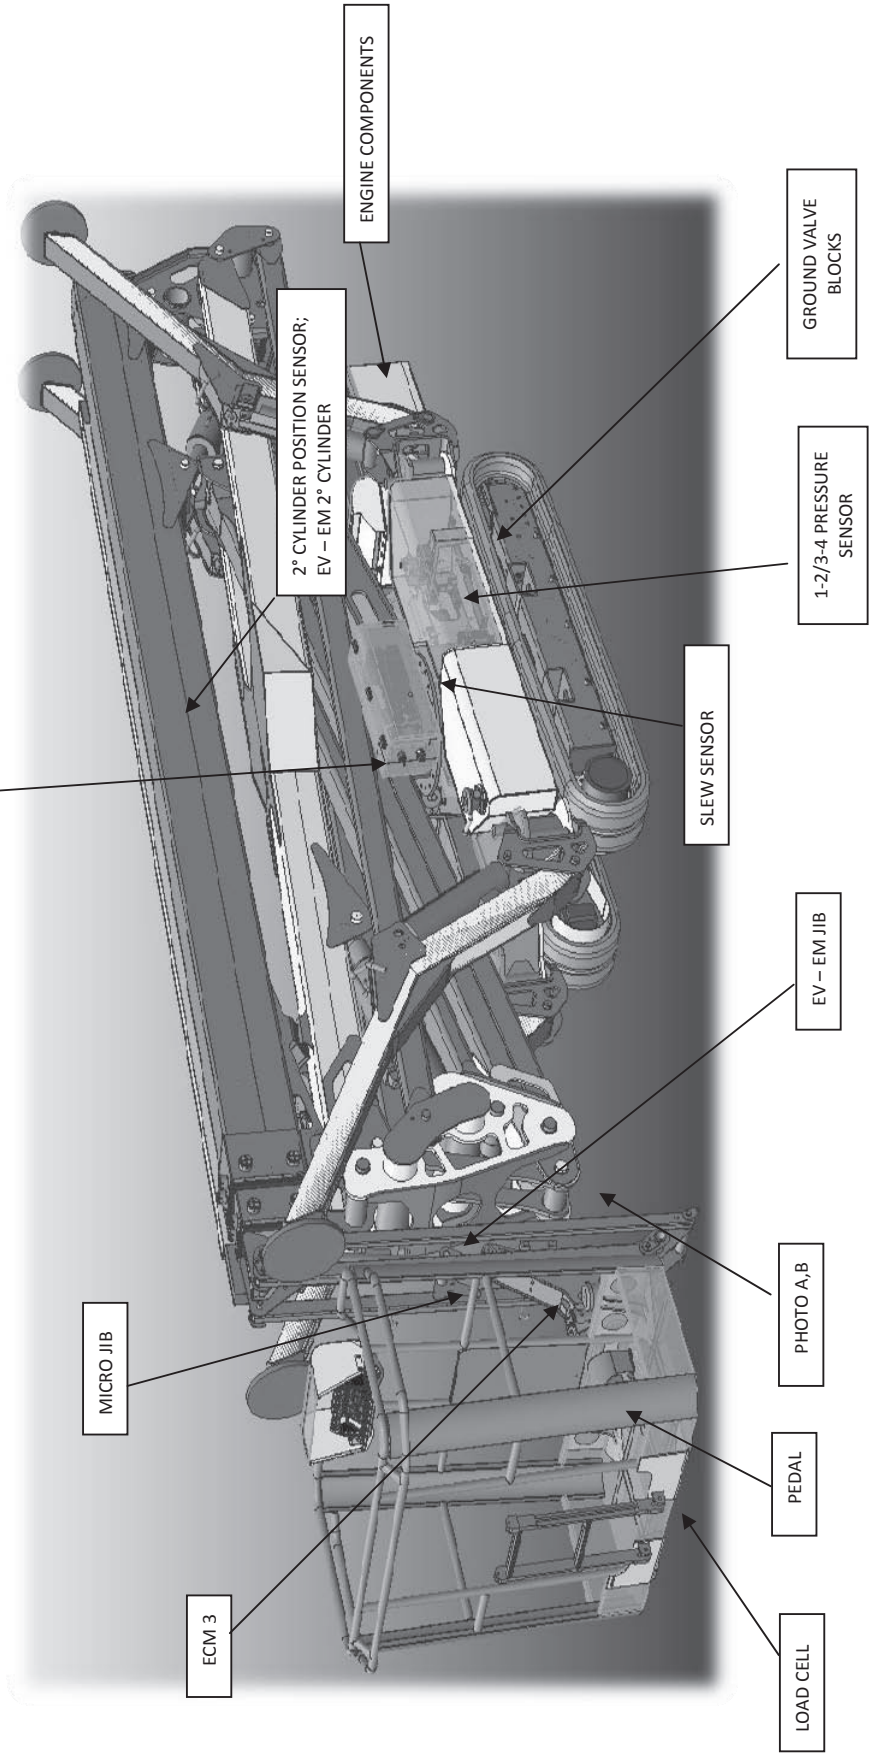 ENGINE COMPONENTS
2° CYLINDER POSITION SENSOR;
EV – EM 2° CYLINDER
GROUND VALVE
BLOCKS
1-2/3-4 PRESSURE
SENSOR
SLEW SENSOR
EV – EM JIB
MICRO JIB
PHOTO A,B
PEDAL
ECM 3
LOAD CELL